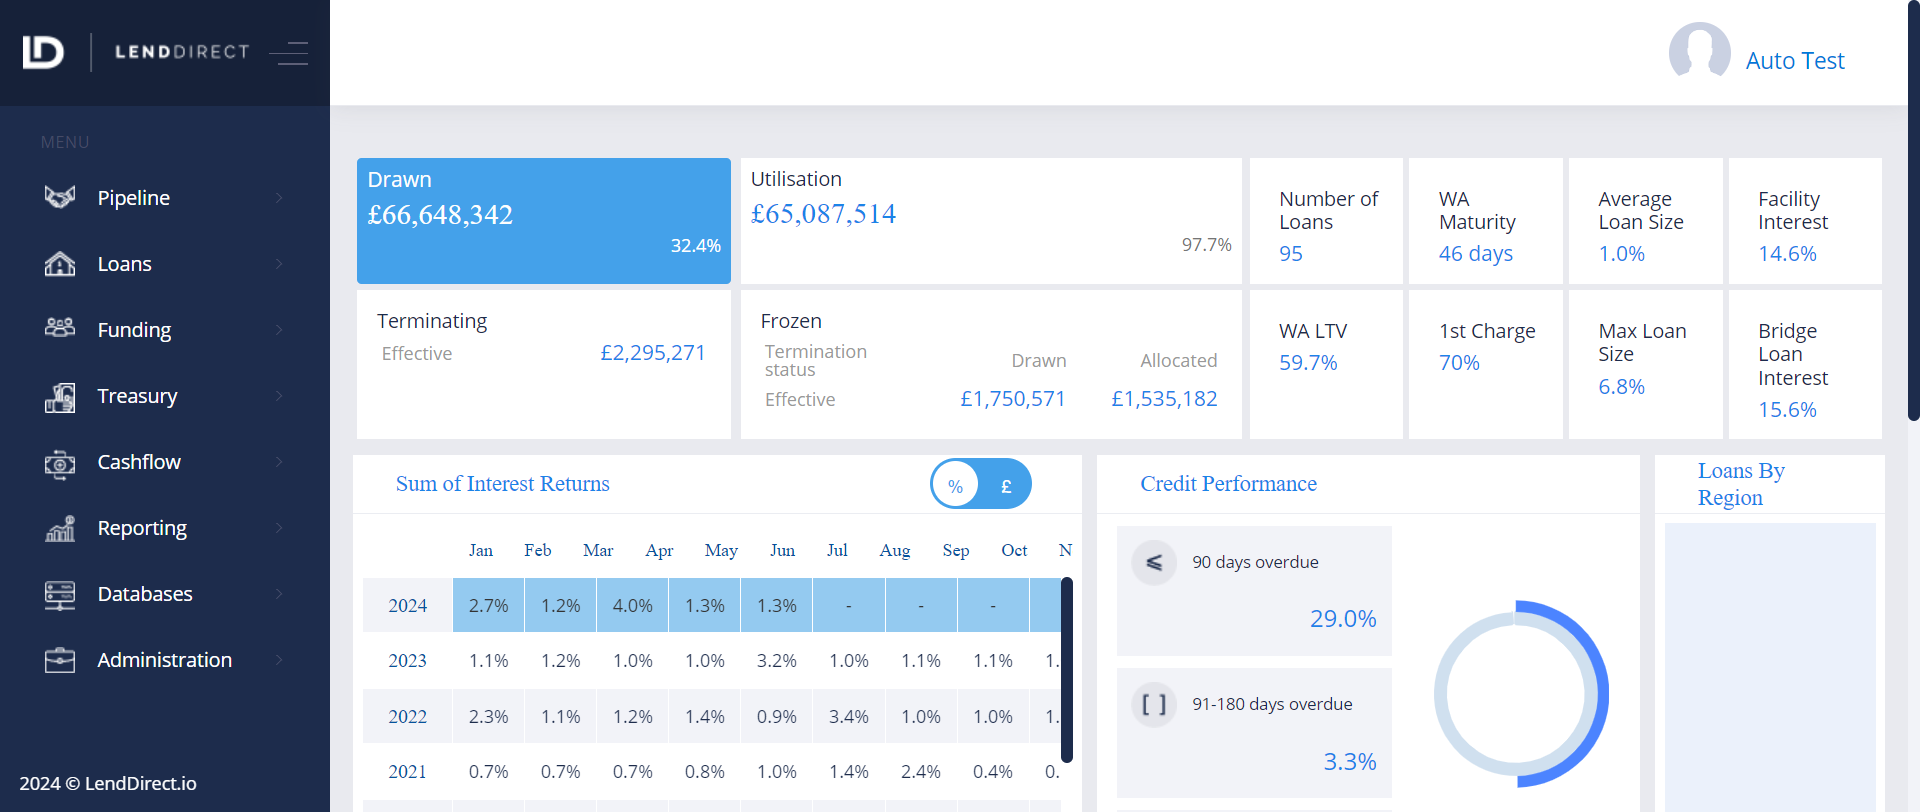 LD
LENDDIRECT
Auto Test
MENU
Pipeline
Loans
Funding
Treasury
Cashflow
Reporting
Databases
Administration
2024 © LendDirect.io
Drawn
£66,648,342
32.4%
Utilisation
£65,087,514
97.7%
Number of
Loans
95
WA
Maturity
46 days
Average
Loan Size
1.0%
Facility
Interest
14.6%
Terminating
Effective £2,295,271
Frozen
Termination
status Drawn Allocated
Effective £1,750,571 £1,535,182
WA LTV
59.7%
1st Charge
70%
Max Loan
Size
6.8%
Bridge
Loan
Interest
15.6%
Sum of Interest Returns
% £
Jan Feb Mar Apr May Jun Jul Aug Sep Oct N
2024 2.7% 1.2% 4.0% 1.3% 1.3% - - -
2023 1.1% 1.2% 1.0% 1.0% 3.2% 1.0% 1.1% 1.1% 1.
2022 2.3% 1.1% 1.2% 1.4% 0.9% 3.4% 1.0% 1.0% 1.
2021 0.7% 0.7% 0.7% 0.8% 1.0% 1.4% 2.4% 0.4% 0.
Credit Performance
⩽ 90 days overdue
29.0%
[ ] 91-180 days overdue
3.3%
Loans By
Region